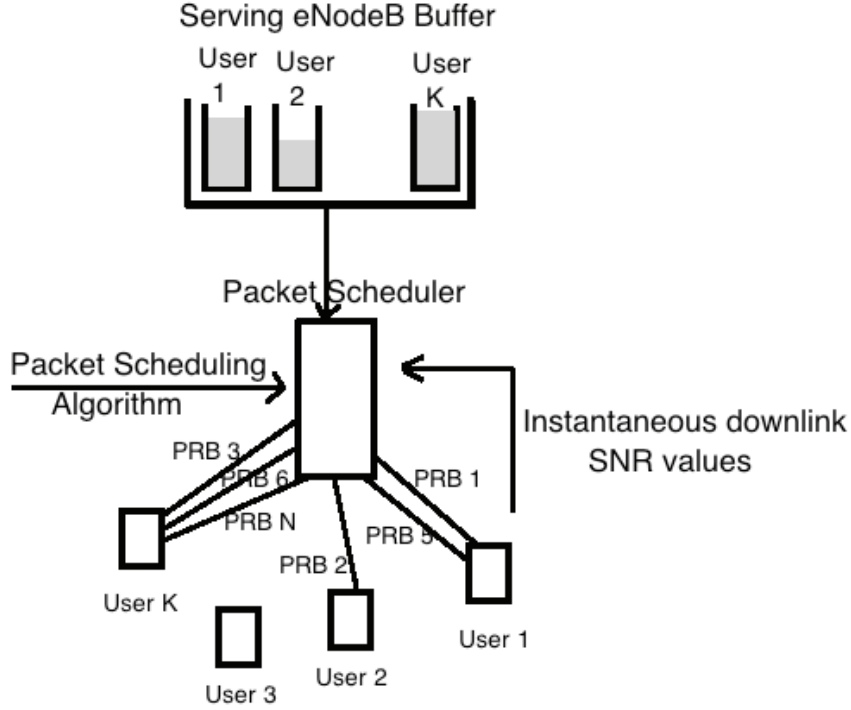 Serving eNodeB Buffer
User
1
User
2
User
K
Packet Scheduler
Packet Scheduling
Algorithm
Instantaneous downlink
SNR values
PRB 3
PRB 6
PRB N
PRB 2
PRB 5
PRB 1
User K
User 3
User 2
User 1